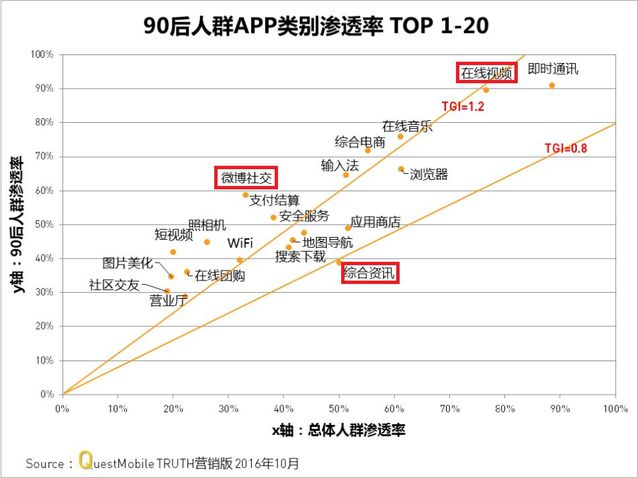 90后人群APP类别渗透率 TOP 1-20
100%
90%
80%
70%
60%
50%
40%
30%
20%
10%
0%
y轴：90后人群渗透率
在线视频
即时通讯
TGI=1.2
在线音乐
综合电商
TGI=0.8
输入法
浏览器
微博社交
支付结算
安全服务
应用商店
照相机
短视频
WiFi
地图导航
搜索下载
图片美化
在线团购
综合资讯
社区交友
营业厅
0% 10% 20% 30% 40% 50% 60% 70% 80% 90% 100%
x轴：总体人群渗透率
Source： QuestMobile TRUTH营销版 2016年10月